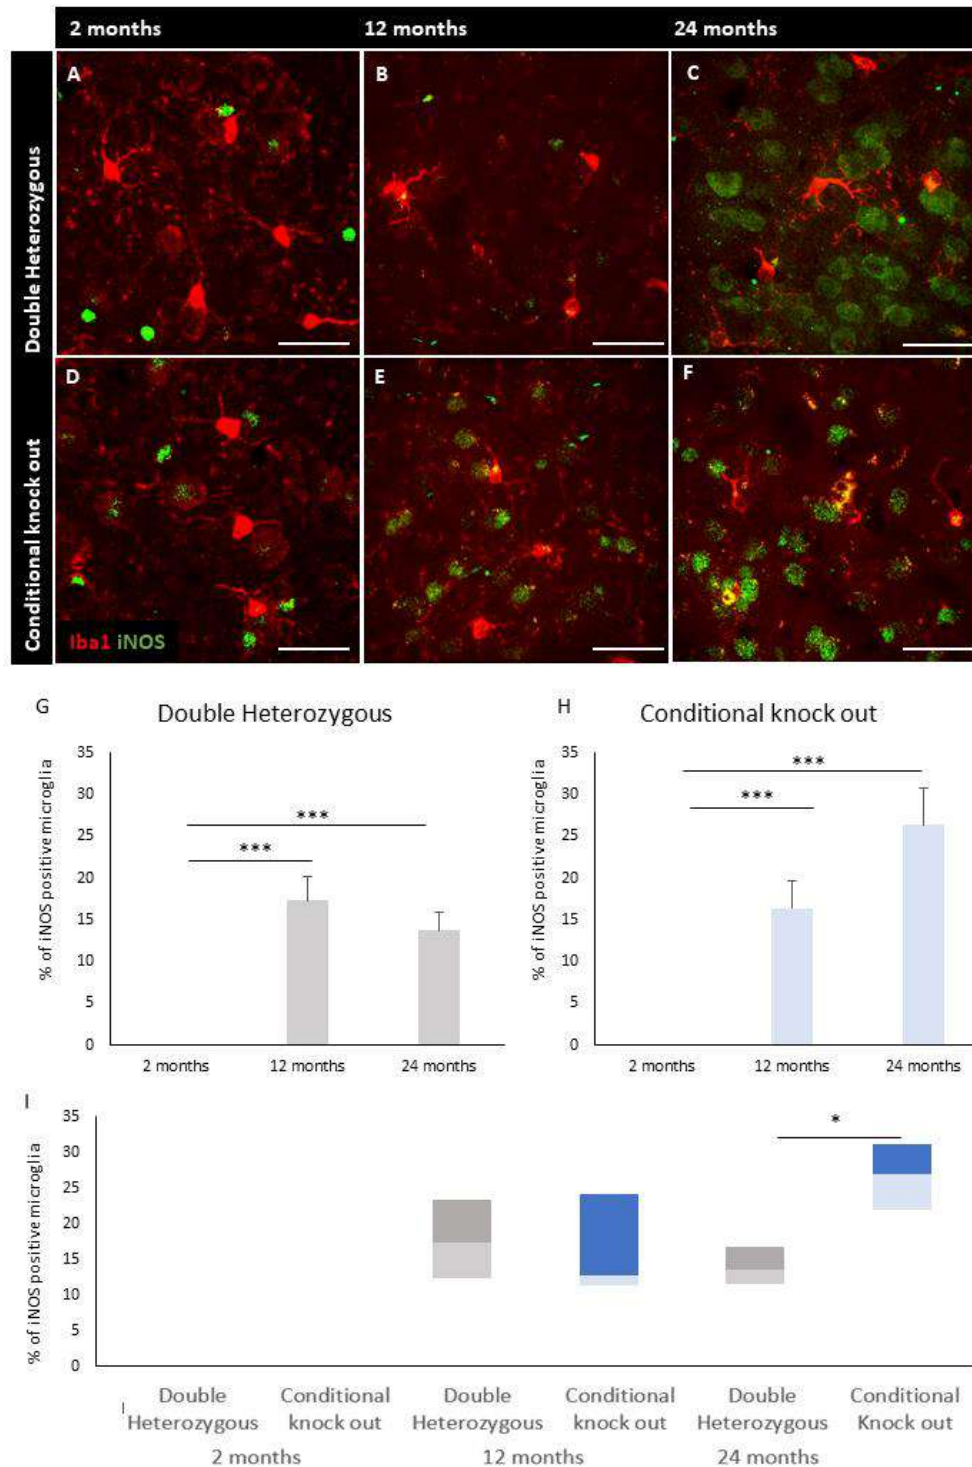 2 months 12 months 24 months
Double Heterozygous
A B C
Conditional knock out
D E F
Iba1 iNOS
G Double Heterozygous
% of iNOS positive microglia
35
30
25
20
15
10
5
0
***
***
2 months 12 months 24 months
H Conditional knock out
% of iNOS positive microglia
35
30
25
20
15
10
5
0
***
***
2 months 12 months 24 months
I
% of iNOS positive microglia
35
30
25
20
15
10
5
0
*
Double Conditional Double Conditional Double Conditional
I Heterozygous knock out Heterozygous knock out Heterozygous Knock out
2 months 12 months 24 months